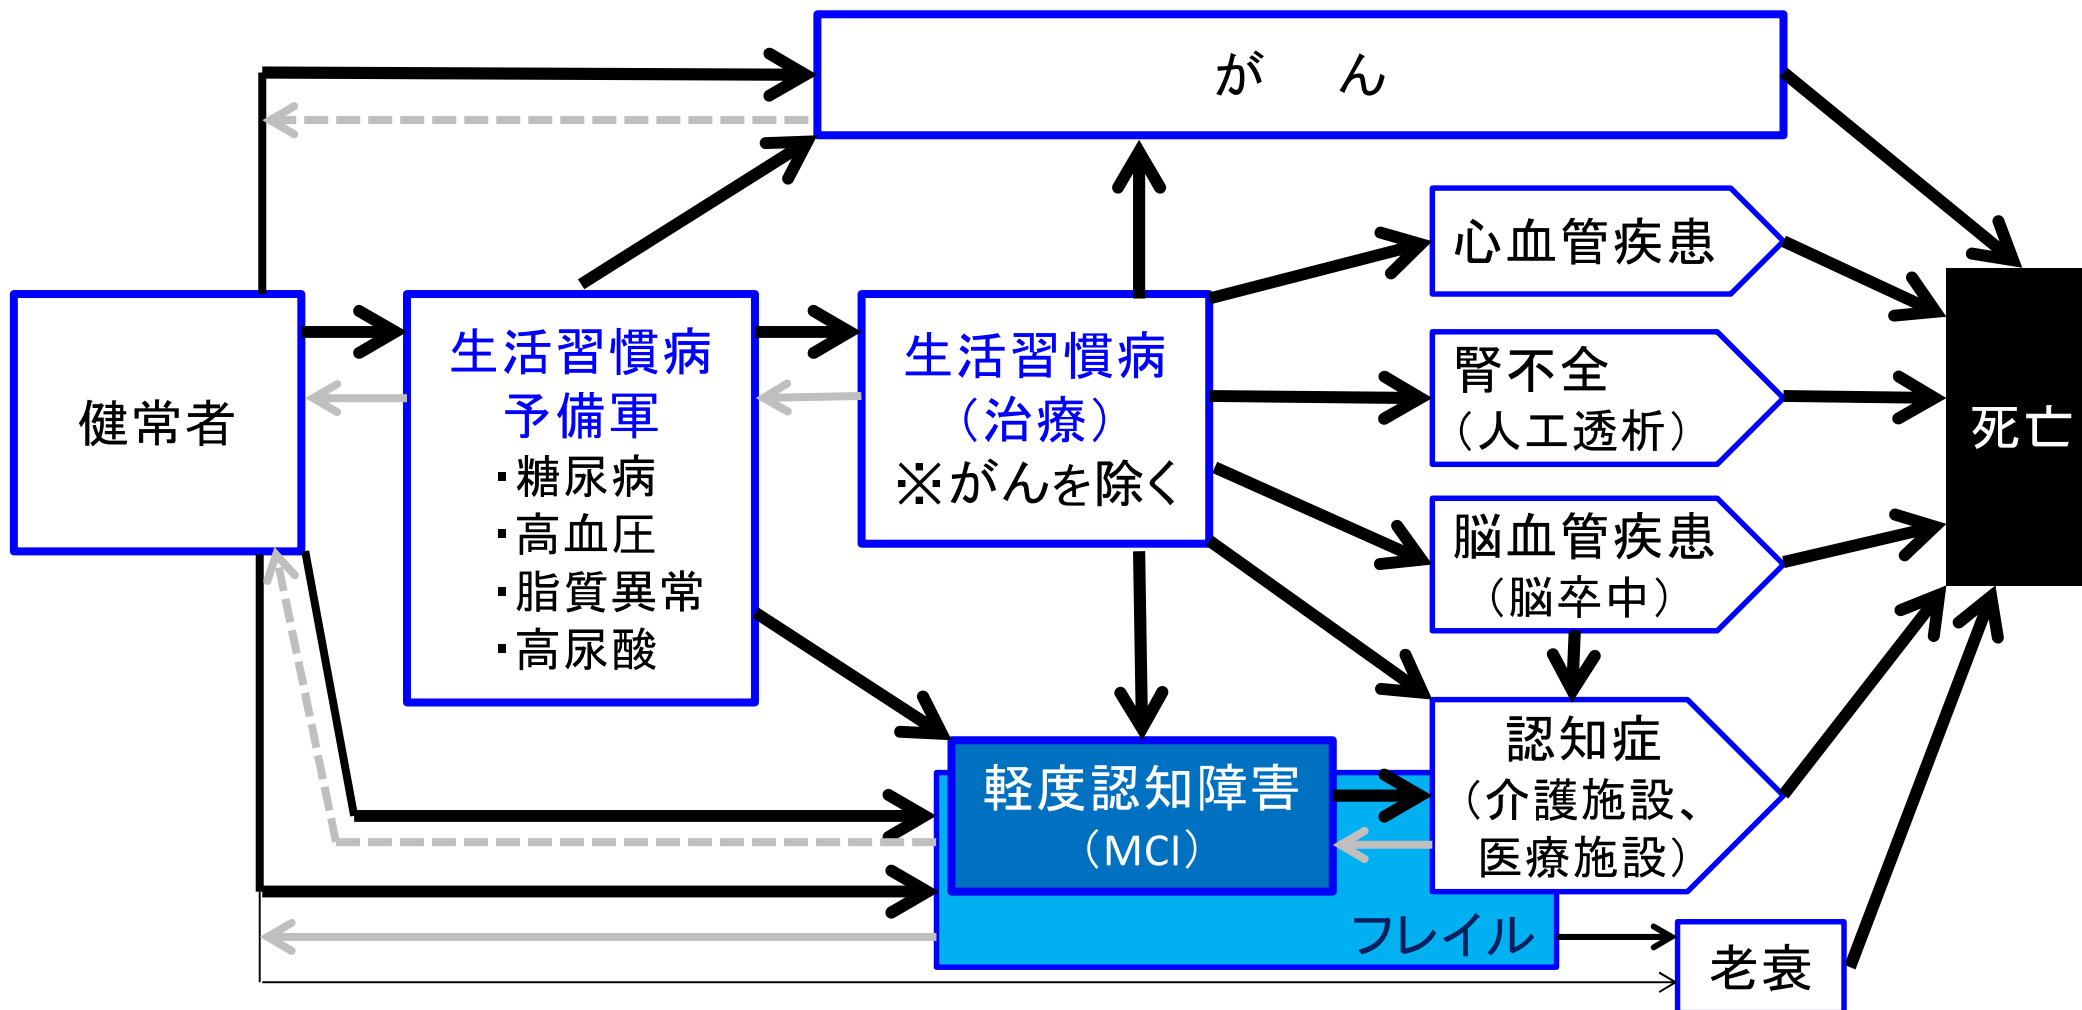 がん
心血管疾患
健常者
生活習慣病
予備軍
・糖尿病
・高血圧
・脂質異常
・高尿酸
生活習慣病
（治療）
※がんを除く
腎不全
（人工透析）
脳血管疾患
（脳卒中）
死亡
軽度認知障害
（MCI）
認知症
（介護施設、
医療施設）
フレイル
老衰